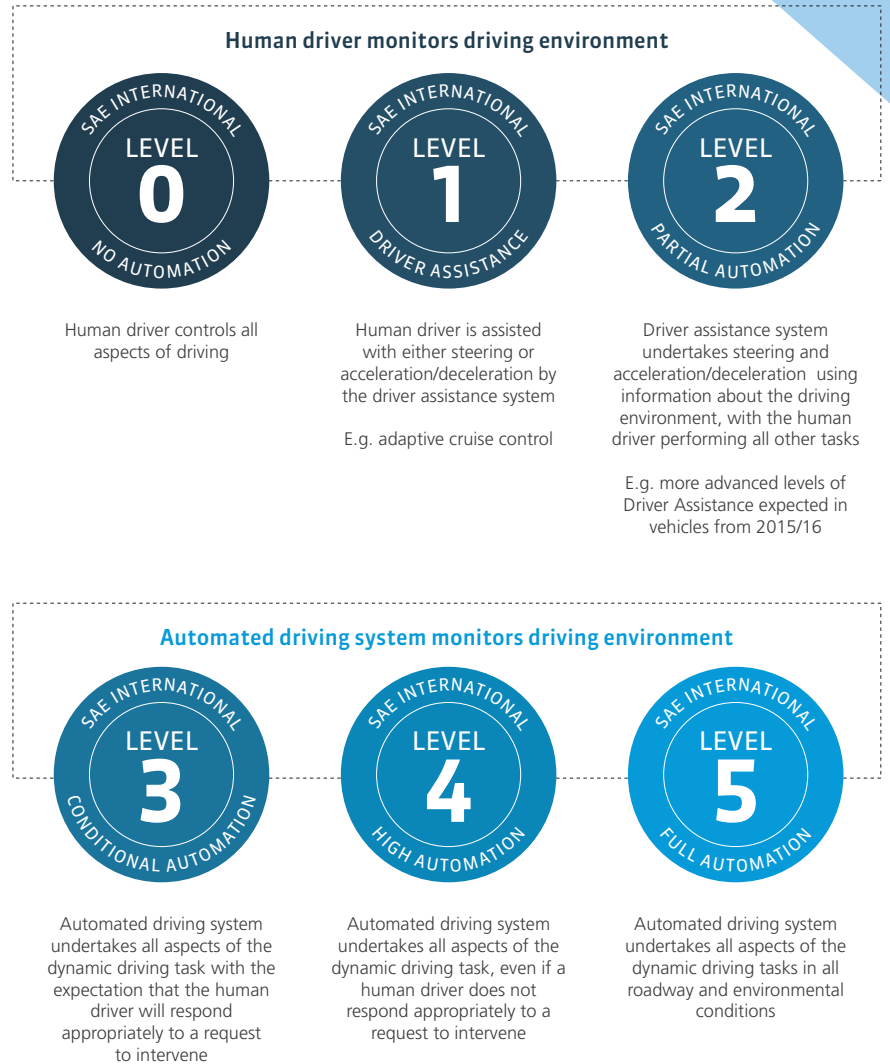 Human driver monitors driving environment
SAE INTERNATIONAL
LEVEL
0
NO AUTOMATION
SAE INTERNATIONAL
LEVEL
1
DRIVER ASSISTANCE
SAE INTERNATIONAL
LEVEL
2
PARTIAL AUTOMATION
Human driver controls all
aspects of driving
Human driver is assisted
with either steering or
acceleration/deceleration by
the driver assistance system
E.g. adaptive cruise control
Driver assistance system
undertakes steering and
acceleration/deceleration using
information about the driving
environment, with the human
driver performing all other tasks
E.g. more advanced levels of
Driver Assistance expected in
vehicles from 2015/16
Automated driving system monitors driving environment
SAE INTERNATIONAL
LEVEL
3
CONDITIONAL AUTOMATION
SAE INTERNATIONAL
LEVEL
4
HIGH AUTOMATION
SAE INTERNATIONAL
LEVEL
5
FULL AUTOMATION
Automated driving system
undertakes all aspects of the
dynamic driving task with the
expectation that the human
driver will respond
appropriately to a request
to intervene
Automated driving system
undertakes all aspects of the
dynamic driving task, even if a
human driver does not
respond appropriately to a
request to intervene
Automated driving system
undertakes all aspects of the
dynamic driving tasks in all
roadway and environmental
conditions